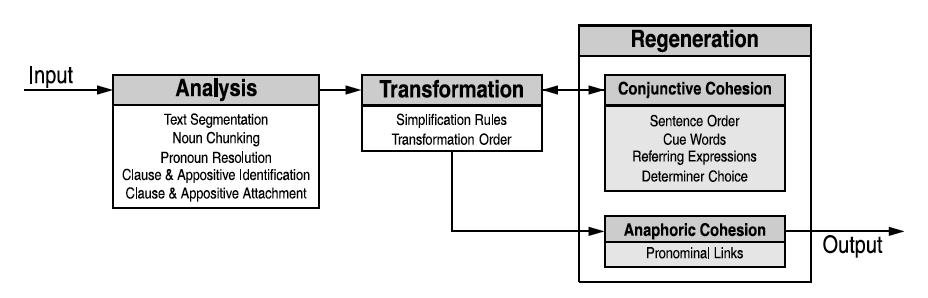 Input
Analysis
Text Segmentation
Noun Chunking
Pronoun Resolution
Clause & Appositive Identification
Clause & Appositive Attachment
Transformation
Simplification Rules
Transformation Order
Regeneration
Conjunctive Cohesion
Sentence Order
Cue Words
Referring Expressions
Determiner Choice
Anaphoric Cohesion
Pronominal Links
Output